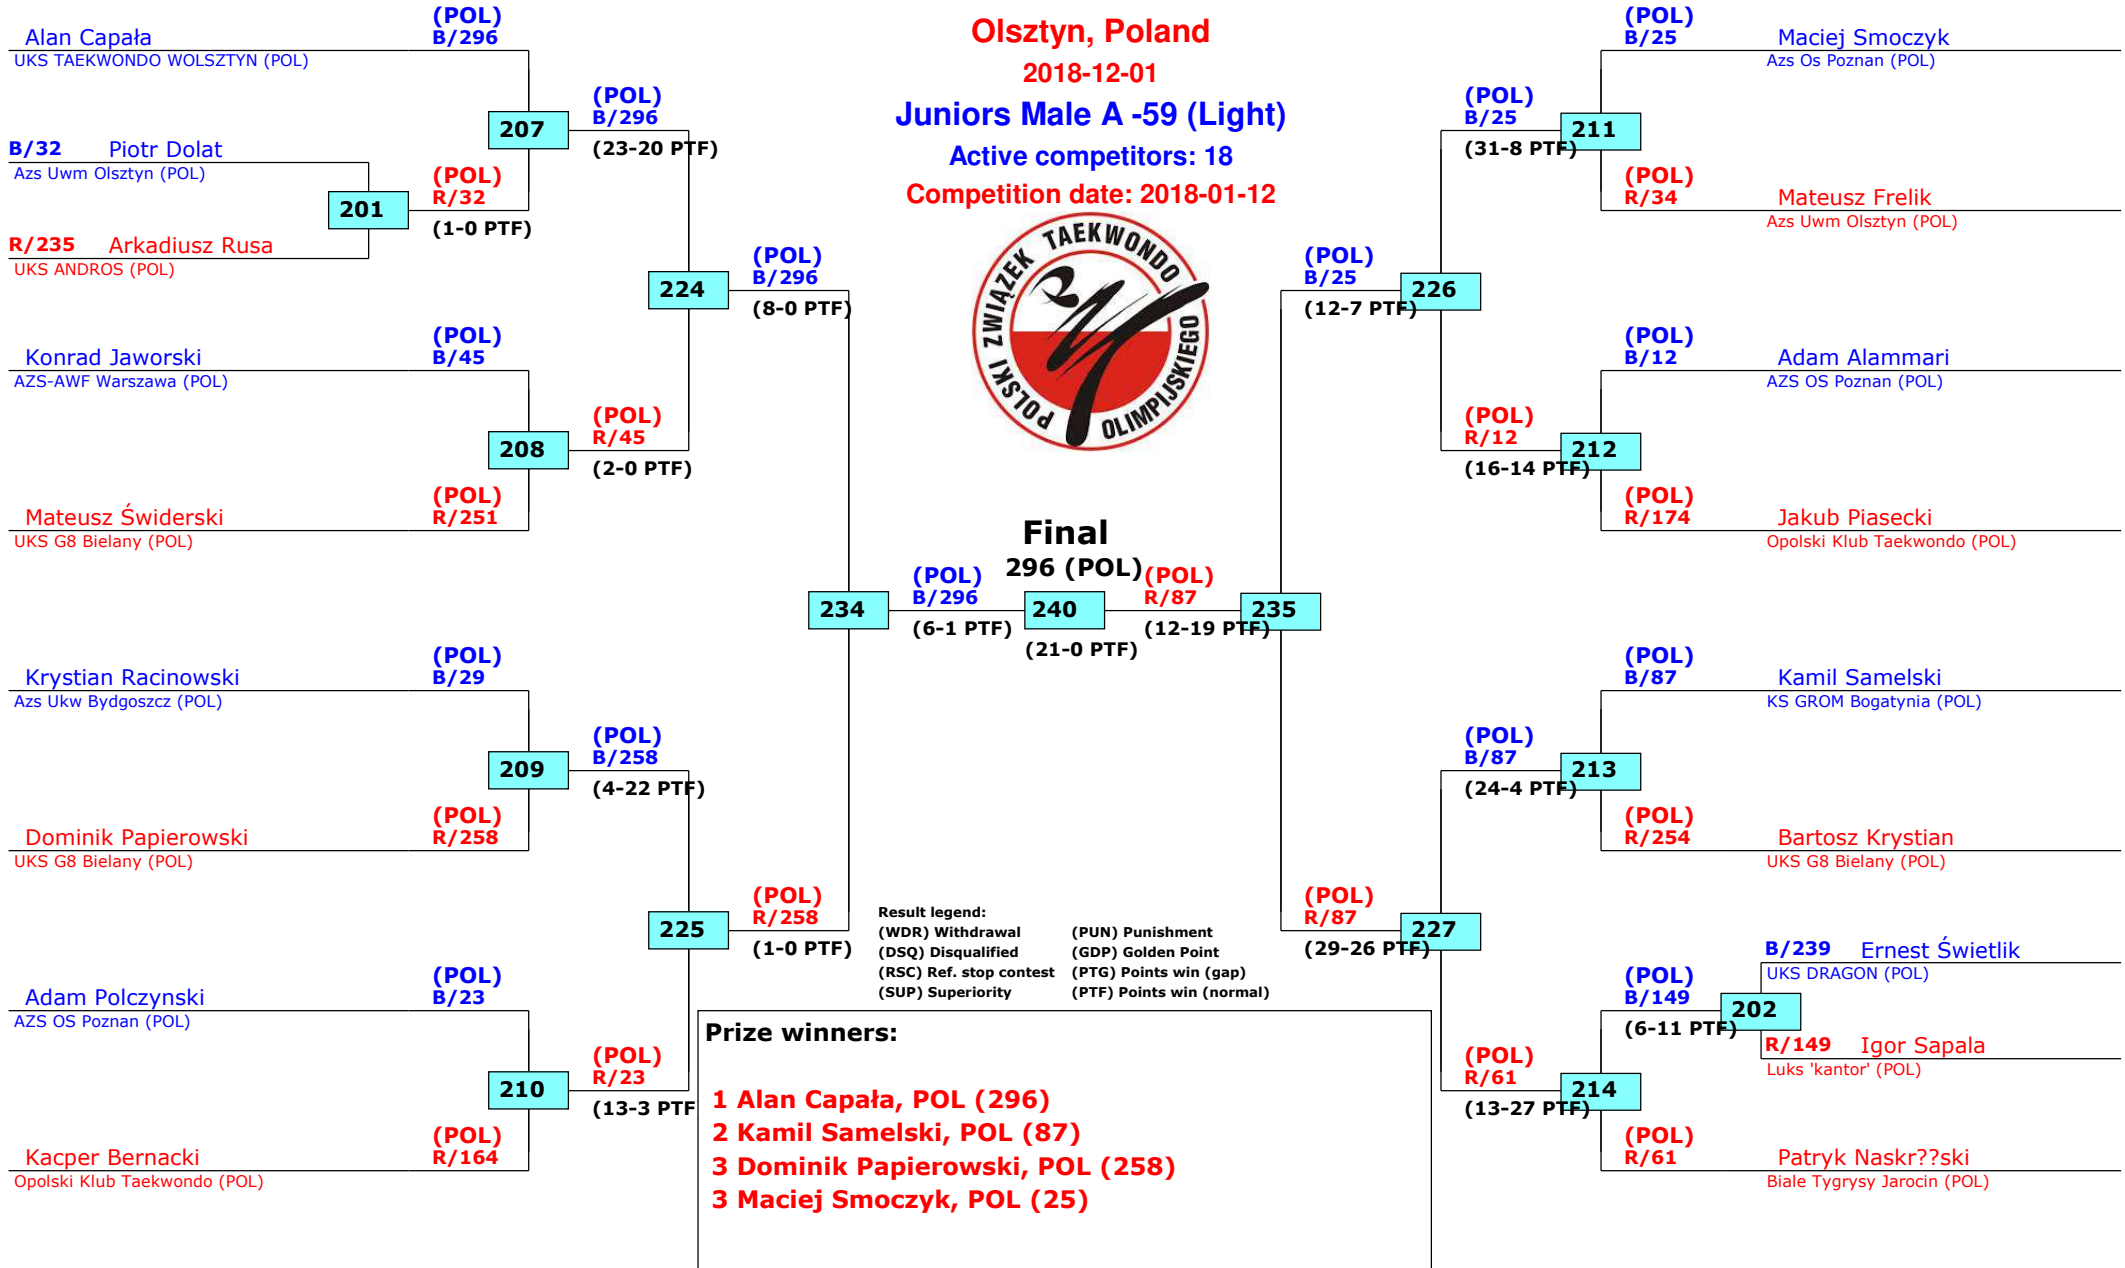 Olsztyn, Poland
2018-12-01
Juniors Male A -59 (Light)
Active competitors: 18
Competition date: 2018-01-12
POLSKI ZWIĄZEK TAEKWONDO OLIMPIJSKIEGO
(POL)
Alan Capała B/296
UKS TAEKWONDO WOLSZTYN (POL)
B/32 Piotr Dolat
Azs Uwm Olsztyn (POL)
201
(POL)
R/32
(1-0 PTF)
R/235 Arkadiusz Rusa
UKS ANDROS (POL)
207
(POL)
B/296
(23-20 PTF)
(POL)
Konrad Jaworski B/45
AZS-AWF Warszawa (POL)
208
(POL)
R/45
(2-0 PTF)
(POL)
Mateusz Świderski R/251
UKS G8 Bielany (POL)
224
(POL)
B/296
(8-0 PTF)
(POL)
Krystian Racinowski B/29
Azs Ukw Bydgoszcz (POL)
209
(POL)
B/258
(4-22 PTF)
(POL)
Dominik Papierowski R/258
UKS G8 Bielany (POL)
225
(POL)
R/258
(1-0 PTF)
(POL)
Adam Polczynski B/23
AZS OS Poznan (POL)
210
(POL)
R/23
(13-3 PTF
(POL)
Kacper Bernacki R/164
Opolski Klub Taekwondo (POL)
234
(POL)
B/296
(6-1 PTF)
Final
296 (POL)
240
(21-0 PTF)
(POL)
R/87
(12-19 PTF)
235
(POL)
B/25 Maciej Smoczyk
Azs Os Poznan (POL)
(POL)
B/25
(31-8 PTF)
211
(POL)
R/34 Mateusz Frelik
Azs Uwm Olsztyn (POL)
(POL)
B/25
(12-7 PTF)
226
(POL)
B/12 Adam Alammari
AZS OS Poznan (POL)
(POL)
R/12
(16-14 PTF)
212
(POL)
R/174 Jakub Piasecki
Opolski Klub Taekwondo (POL)
(POL)
B/87 Kamil Samelski
KS GROM Bogatynia (POL)
(POL)
B/87
(24-4 PTF)
213
(POL)
R/254 Bartosz Krystian
UKS G8 Bielany (POL)
(POL)
R/87
(29-26 PTF)
227
B/239 Ernest Świetlik
UKS DRAGON (POL)
(POL)
B/149
(6-11 PTF)
202
R/149 Igor Sapala
Luks 'kantor' (POL)
(POL)
R/61
(13-27 PTF)
214
(POL)
R/61 Patryk Naskr??ski
Biale Tygrysy Jarocin (POL)
Result legend:
(WDR) Withdrawal (PUN) Punishment
(DSQ) Disqualified (GDP) Golden Point
(RSC) Ref. stop contest (PTG) Points win (gap)
(SUP) Superiority (PTF) Points win (normal)
Prize winners:
1 Alan Capała, POL (296)
2 Kamil Samelski, POL (87)
3 Dominik Papierowski, POL (258)
3 Maciej Smoczyk, POL (25)